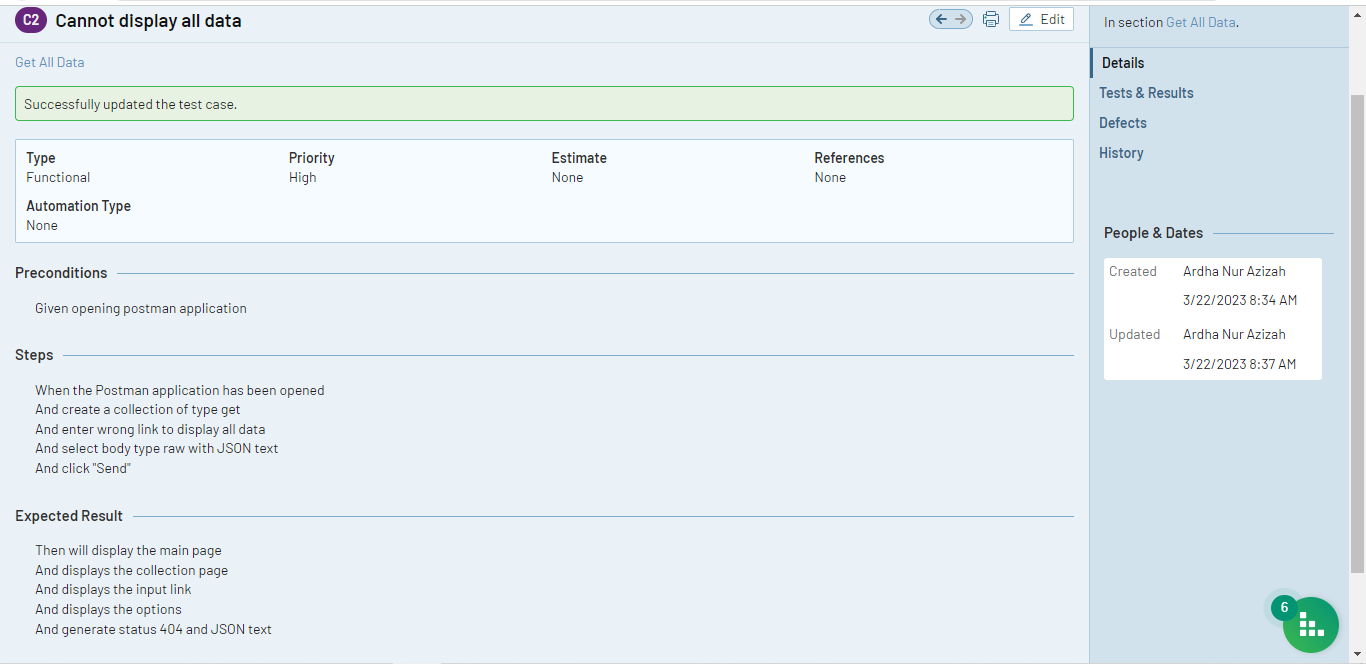 C2 Cannot display all data
Edit
Get All Data
Successfully updated the test case.
Type Priority Estimate References
Functional High None None
Automation Type
None
Preconditions
Given opening postman application
Steps
When the Postman application has been opened
And create a collection of type get
And enter wrong link to display all data
And select body type raw with JSON text
And click "Send"
Expected Result
Then will display the main page
And displays the collection page
And displays the input link
And displays the options
And generate status 404 and JSON text
In section Get All Data.
Details
Tests & Results
Defects
History
People & Dates
Created Ardha Nur Azizah
3/22/2023 8:34 AM
Updated Ardha Nur Azizah
3/22/2023 8:37 AM
6